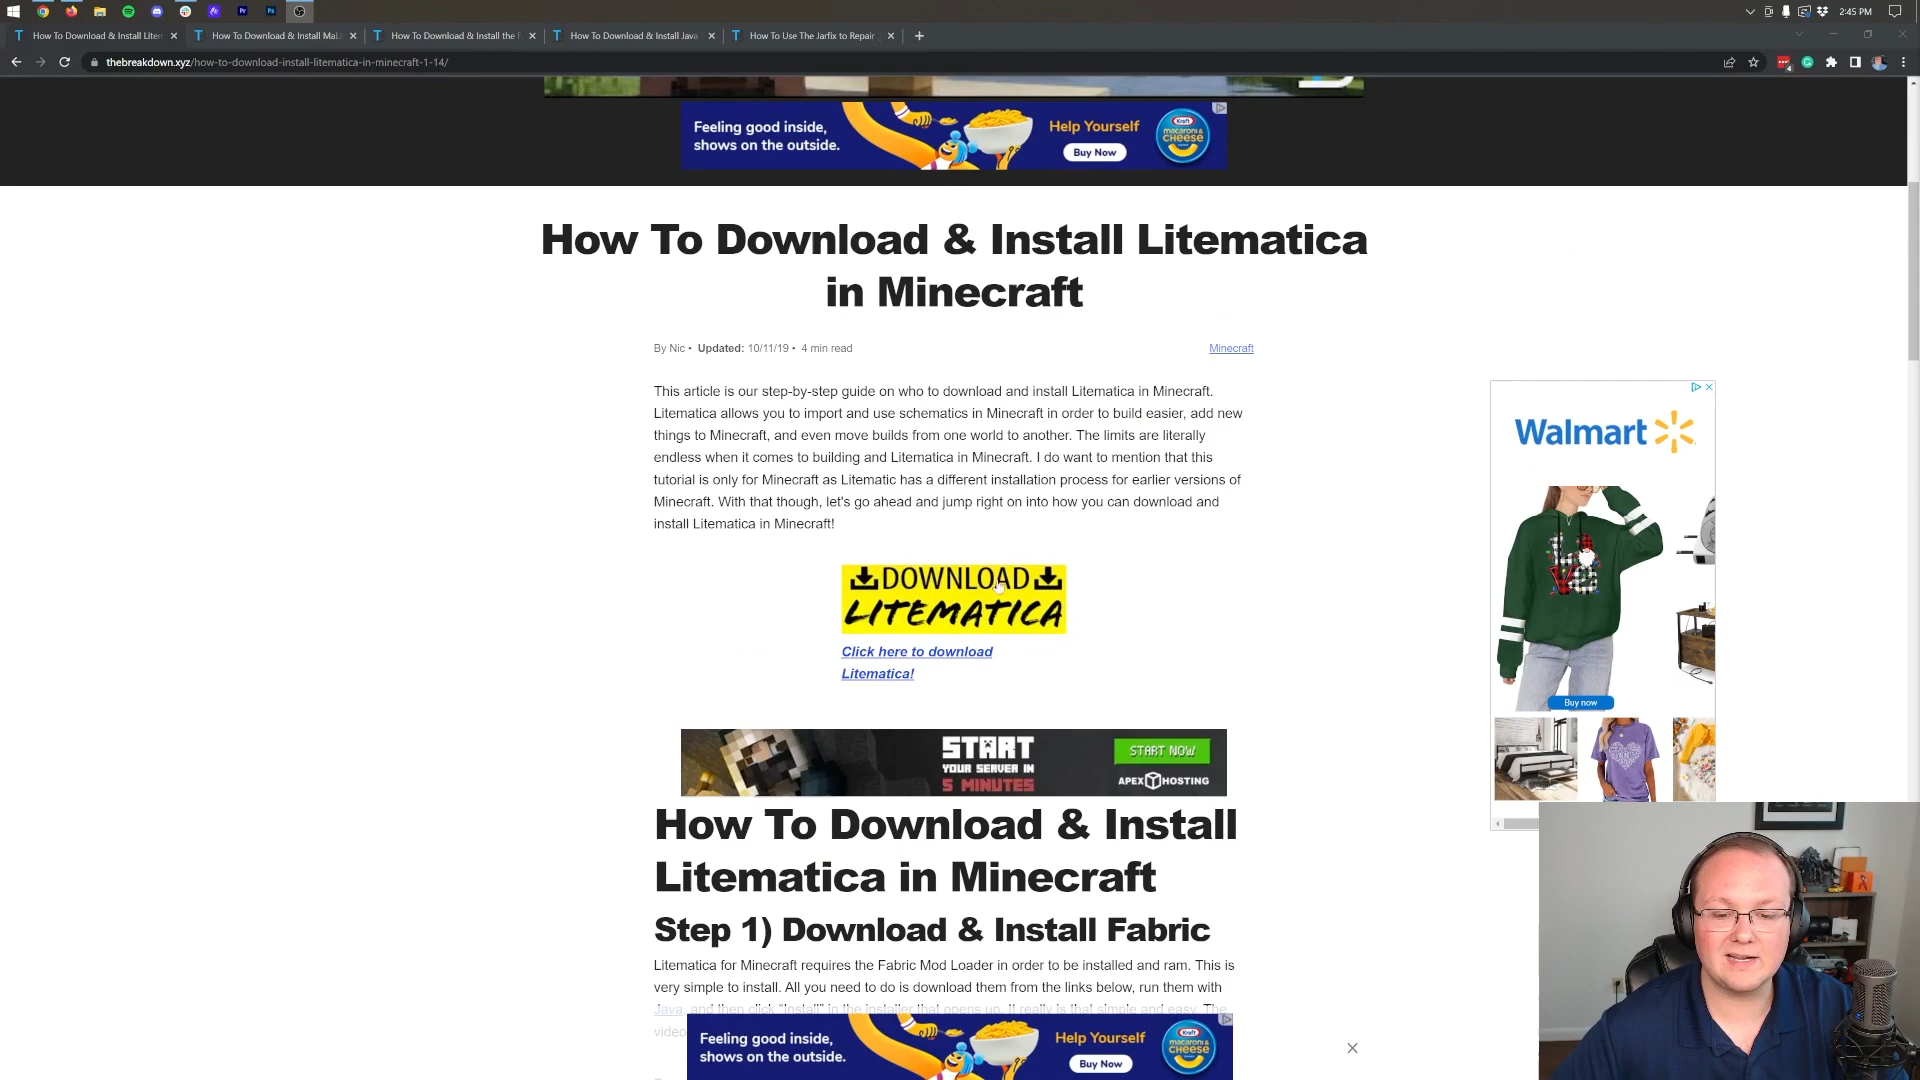 2:45 PM
How To Download & Install Liten
How To Download & Install MaLi
How To Download & Install the F
How To Download & Install Java
How To Use The Jarfix to Repair
thebreakdown.xyz/how-to-download-install-litematica-in-minecraft-1-14/
Feeling good inside,
shows on the outside.
Help Yourself
Buy Now
Kraft
macaroni &
CHEESE
How To Download & Install Litematica
in Minecraft
By Nic • Updated: 10/11/19 • 4 min read
Minecraft
This article is our step-by-step guide on who to download and install Litematica in Minecraft.
Litematica allows you to import and use schematics in Minecraft in order to build easier, add new
things to Minecraft, and even move builds from one world to another. The limits are literally
endless when it comes to building and Litematica in Minecraft. I do want to mention that this
tutorial is only for Minecraft as Litematic has a different installation process for earlier versions of
Minecraft. With that though, let's go ahead and jump right on into how you can download and
install Litematica in Minecraft!
DOWNLOAD
LITEMATICA
Click here to download
Litematica!
Walmart
LOVE
Buy now
START
YOUR SERVER IN
5 MINUTES
START NOW
APEX HOSTING
How To Download & Install
Litematica in Minecraft
Step 1) Download & Install Fabric
Litematica for Minecraft requires the Fabric Mod Loader in order to be installed and ram. This is
very simple to install. All you need to do is download them from the links below, run them with
Java, and then click "Install" in the installer that opens up. It really is that simple and easy. The
video
Feeling good inside,
shows on the outside.
Help Yourself
Buy Now
Kraft
macaroni &
CHEESE